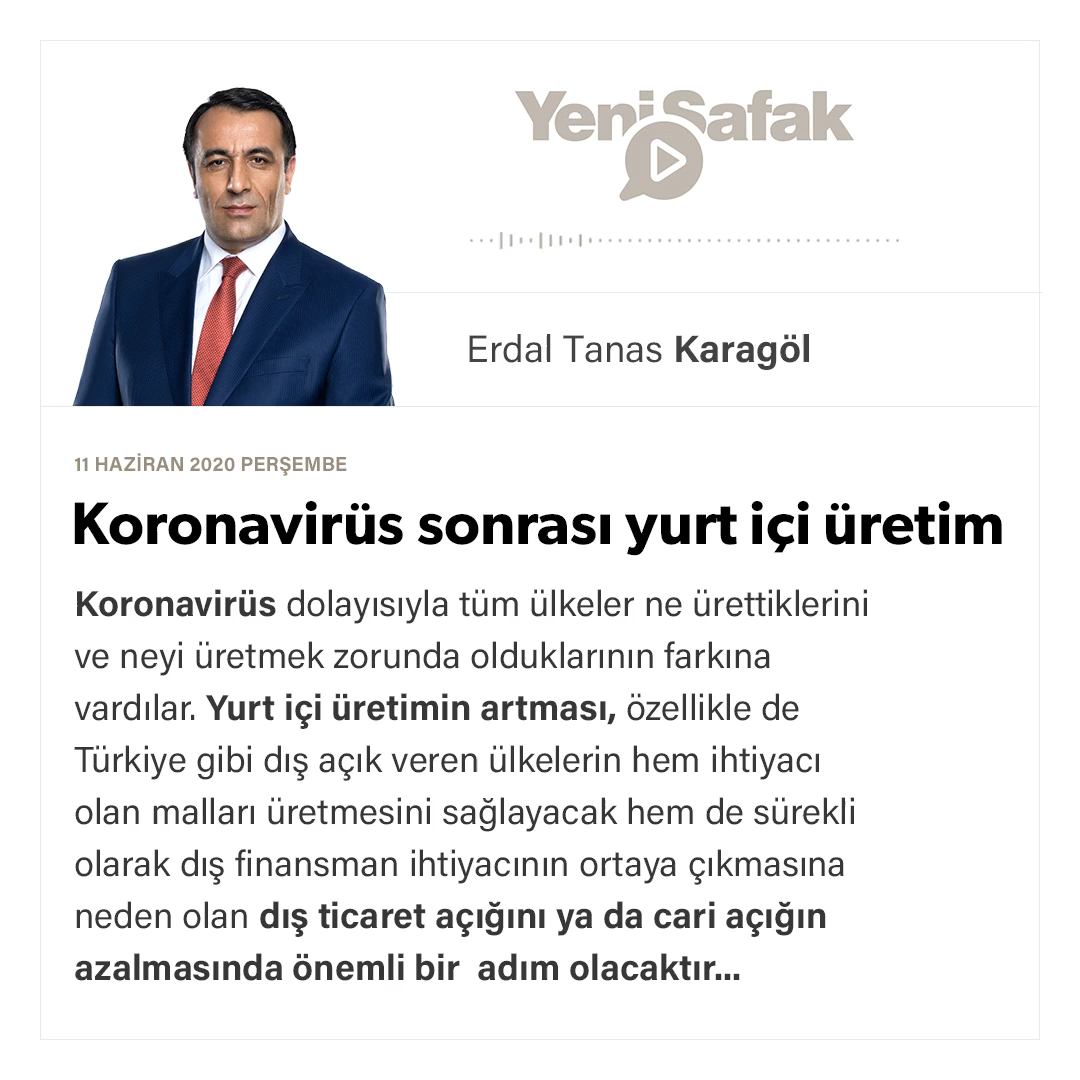 YeniŞafak
Erdal Tanas Karagöl
11 HAZİRAN 2020 PERŞEMBE
Koronavirüs sonrası yurt içi üretim
Koronavirüs dolayısıyla tüm ülkeler ne ürettiklerini
ve neyi üretmek zorunda olduklarının farkına
vardılar. Yurt içi üretimin artması, özellikle de
Türkiye gibi dış açık veren ülkelerin hem ihtiyacı
olan malları üretmesini sağlayacak hem de sürekli
olarak dış finansman ihtiyacının ortaya çıkmasına
neden olan dış ticaret açığını ya da cari açığın
azalmasında önemli bir  adım olacaktır...